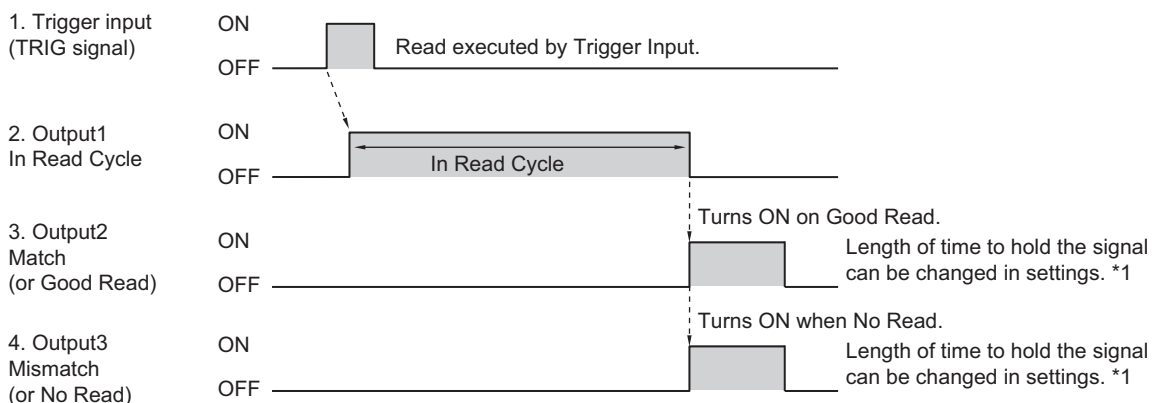 1. Trigger input
(TRIG signal)
ON
OFF
Read executed by Trigger Input.
2. Output1
In Read Cycle
ON
OFF
In Read Cycle
3. Output2
Match
(or Good Read)
ON
OFF
Turns ON on Good Read.
Length of time to hold the signal
can be changed in settings. *1
4. Output3
Mismatch
(or No Read)
ON
OFF
Turns ON when No Read.
Length of time to hold the signal
can be changed in settings. *1